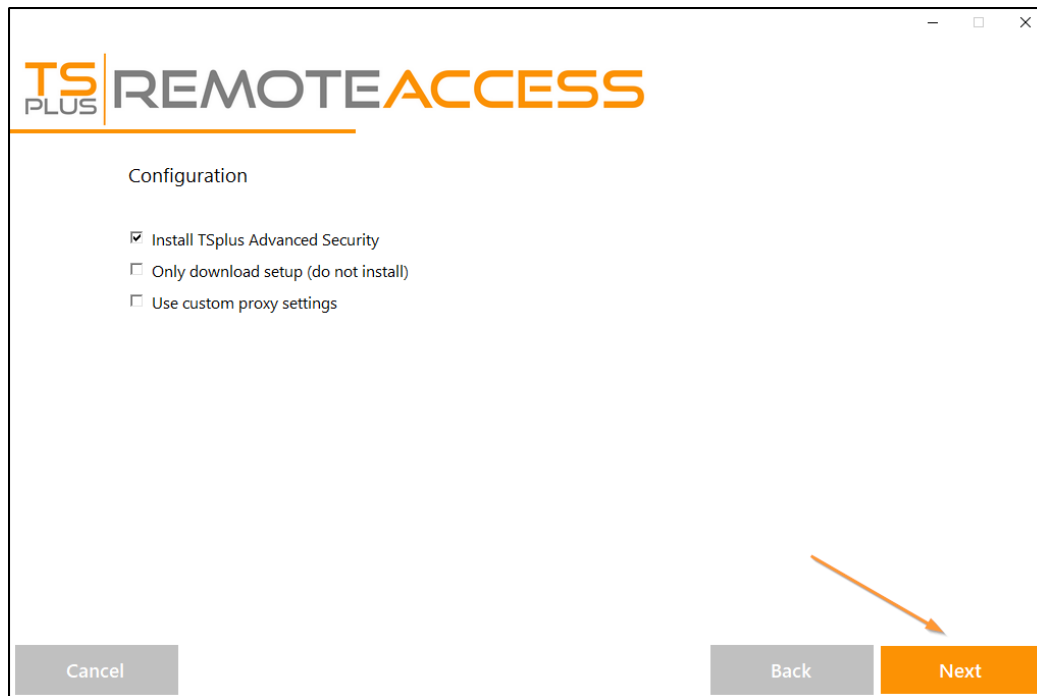 TS PLUS REMOTEACCESS
Configuration
Install TSplus Advanced Security
Only download setup (do not install)
Use custom proxy settings
Cancel
Back
Next